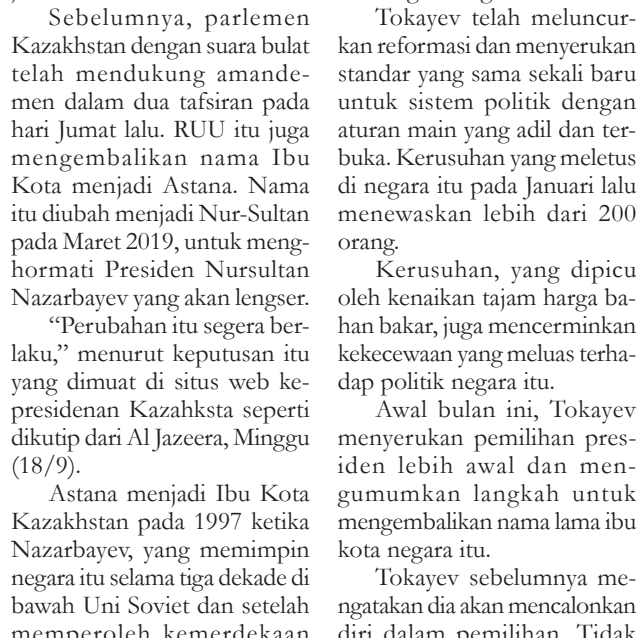 Sebelumnya, parlemen
Kazakhstan dengan suara bulat
telah mendukung amande-
men dalam dua tafsiran pada
hari Jumat lalu. RUU itu juga
mengembalikan nama Ibu
Kota menjadi Astana. Nama
itu diubah menjadi Nur-Sultan
pada Maret 2019, untuk meng-
hormati Presiden Nursultan
Nazarbayev yang akan lengser.
“Perubahan itu segera ber-
laku,” menurut keputusan itu
yang dimuat di situs web ke-
presidenan Kazahksta seperti
dikutip dari Al Jazeera, Minggu
(18/9).
Astana menjadi Ibu Kota
Kazakhstan pada 1997 ketika
Nazarbayev, yang memimpin
negara itu selama tiga dekade di
bawah Uni Soviet dan setelah
memperoleh kemerdekaan
Tokayev telah meluncur-
kan reformasi dan menyerukan
standar yang sama sekali baru
untuk sistem politik dengan
aturan main yang adil dan ter-
buka. Kerusuhan yang meletus
di negara itu pada Januari lalu
menewaskan lebih dari 200
orang.
Kerusuhan, yang dipicu
oleh kenaikan tajam harga ba-
han bakar, juga mencerminkan
kekecewaan yang meluas terha-
dap politik negara itu.
Awal bulan ini, Tokayev
menyerukan pemilihan pres-
iden lebih awal dan men-
gumumkan langkah untuk
mengembalikan nama lama ibu
kota negara itu.
Tokayev sebelumnya me-
ngatakan dia akan mencalonkan
diri dalam pemilihan. Tidak